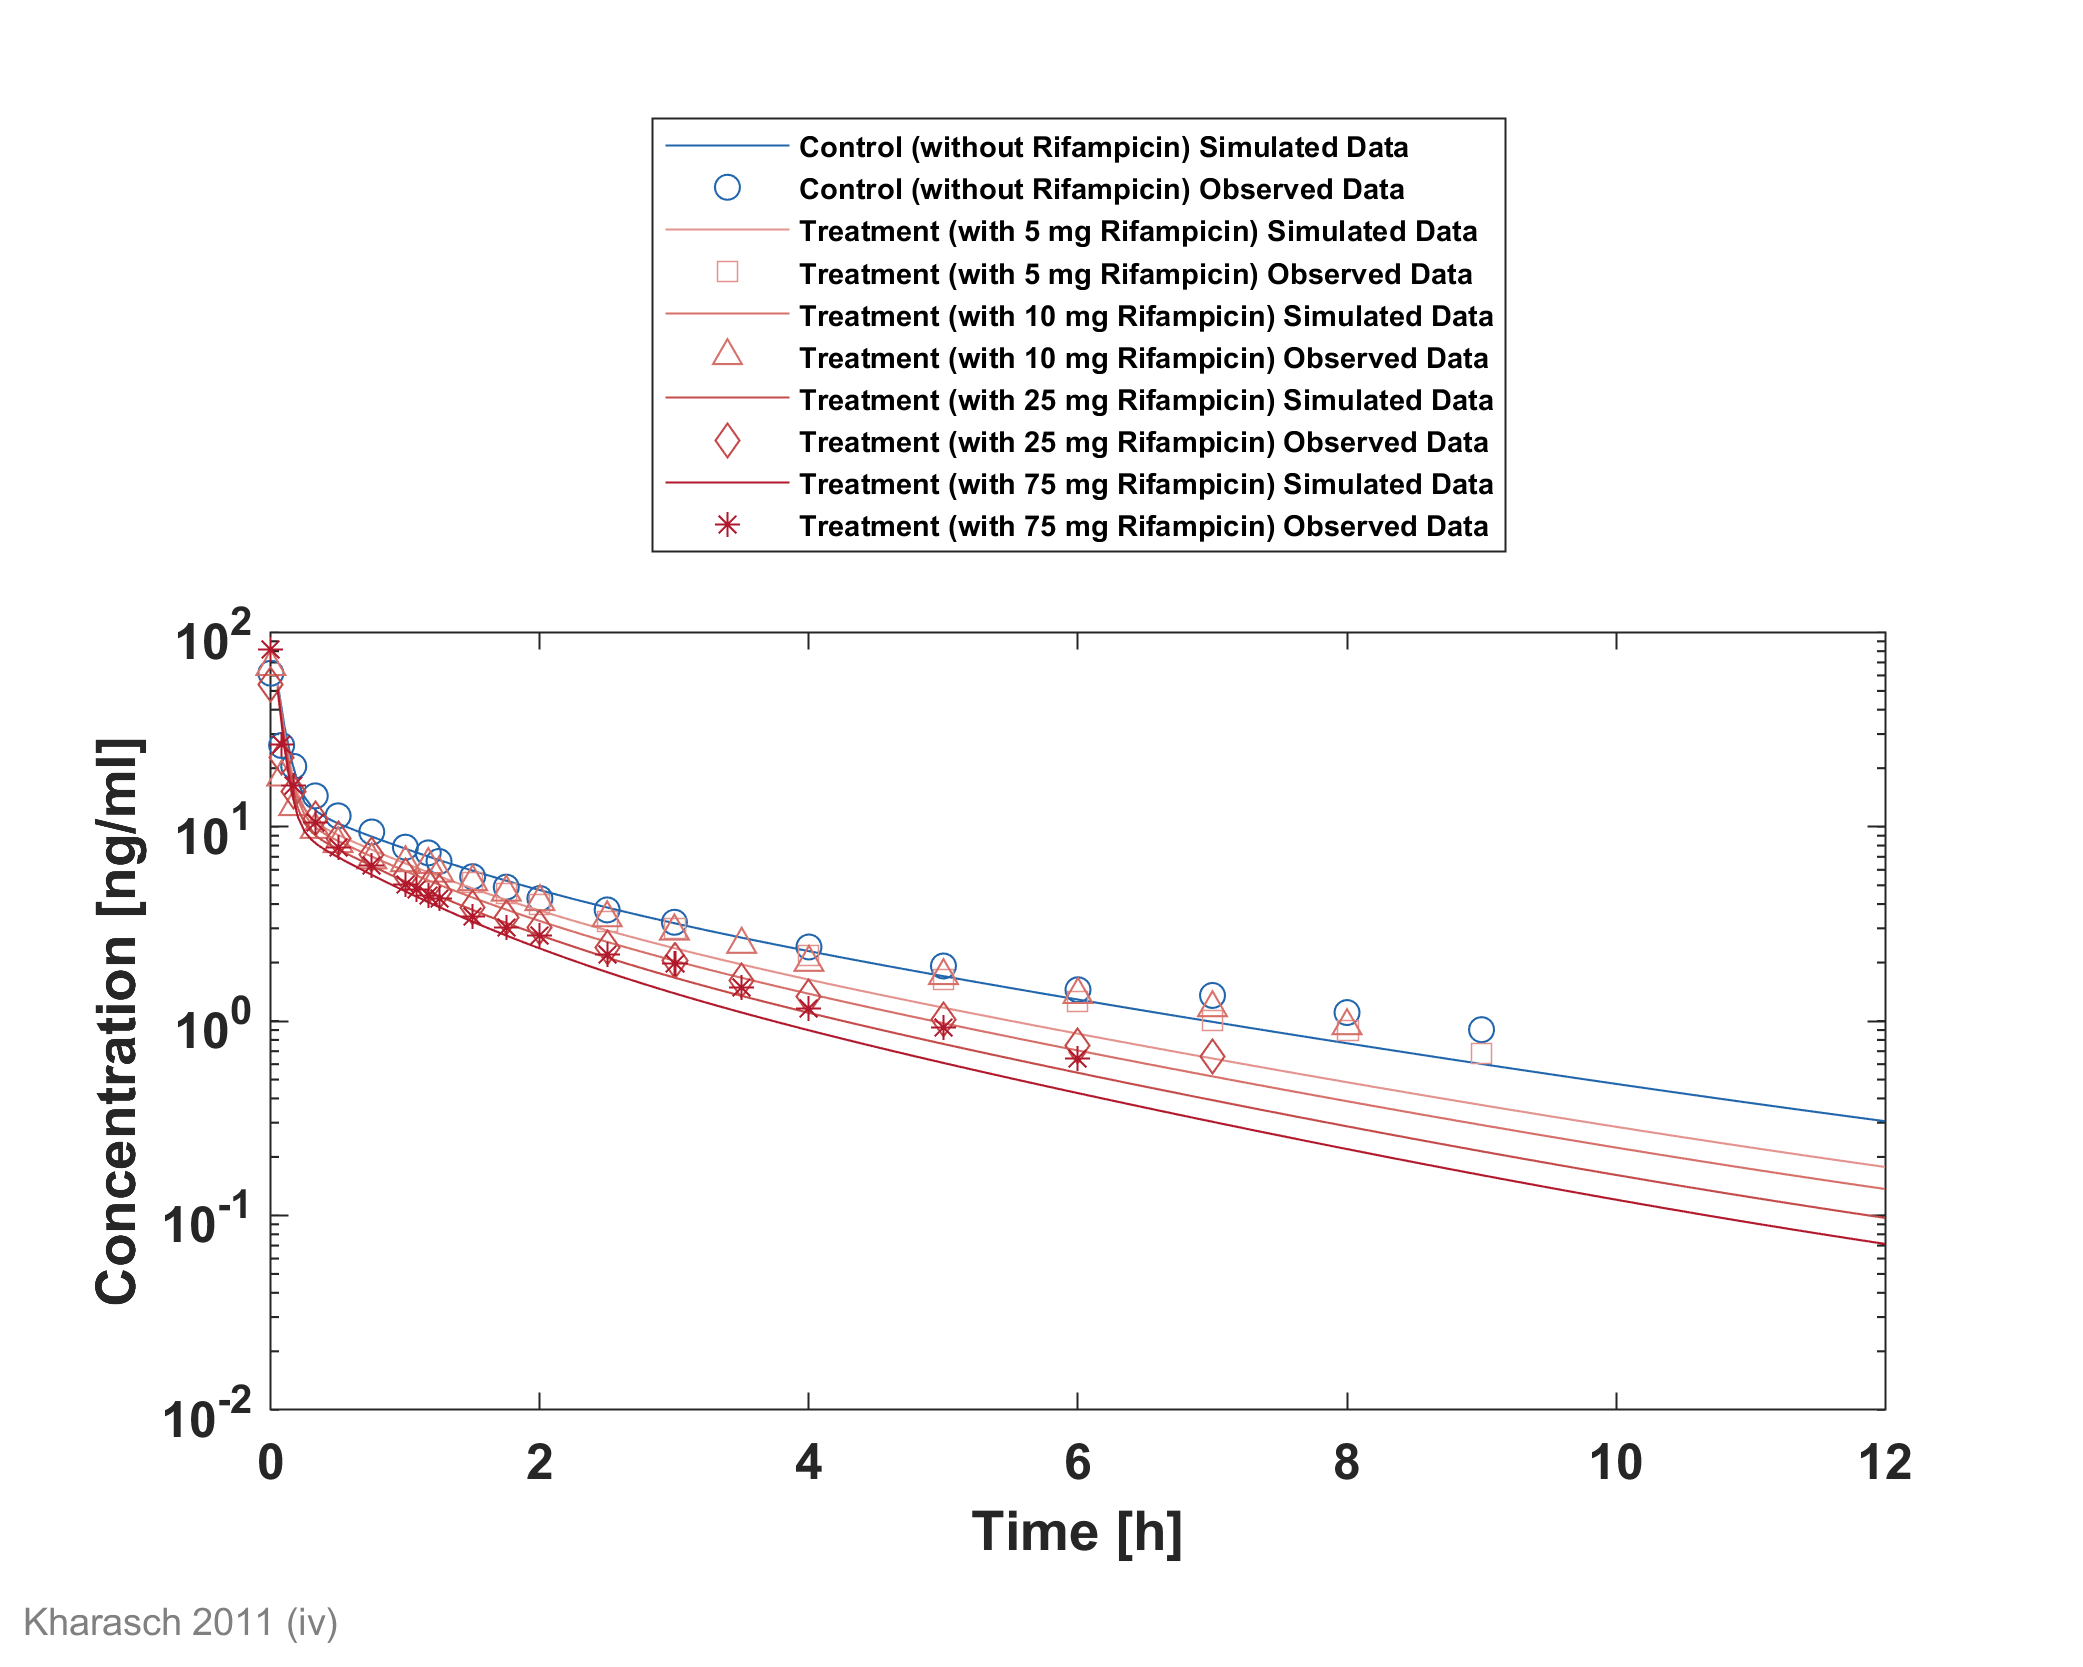 Control (without Rifampicin) Simulated Data
Control (without Rifampicin) Observed Data
Treatment (with 5 mg Rifampicin) Simulated Data
Treatment (with 5 mg Rifampicin) Observed Data
Treatment (with 10 mg Rifampicin) Simulated Data
Treatment (with 10 mg Rifampicin) Observed Data
Treatment (with 25 mg Rifampicin) Simulated Data
Treatment (with 25 mg Rifampicin) Observed Data
Treatment (with 75 mg Rifampicin) Simulated Data
Treatment (with 75 mg Rifampicin) Observed Data
Concentration [ng/ml]
10^2
10^1
10^0
10^-1
10^-2
0 2 4 6 8 10 12
Time [h]
Kharasch 2011 (iv)